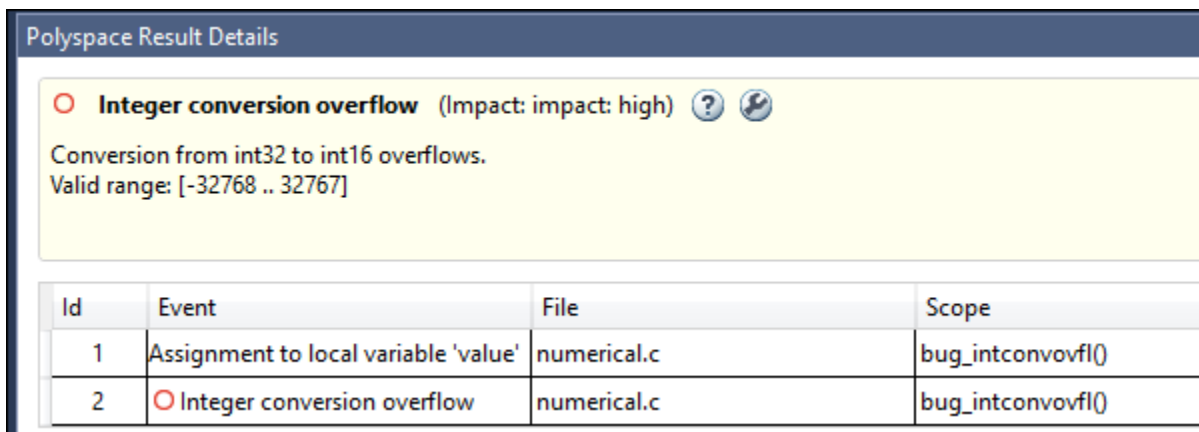 Polyspace Result Details
Integer conversion overflow (Impact: impact: high) ?
Conversion from int32 to int16 overflows.
Valid range: [-32768 .. 32767]
Id Event File Scope
1 Assignment to local variable 'value' numerical.c bug_intconvovfl()
2 Integer conversion overflow numerical.c bug_intconvovfl()